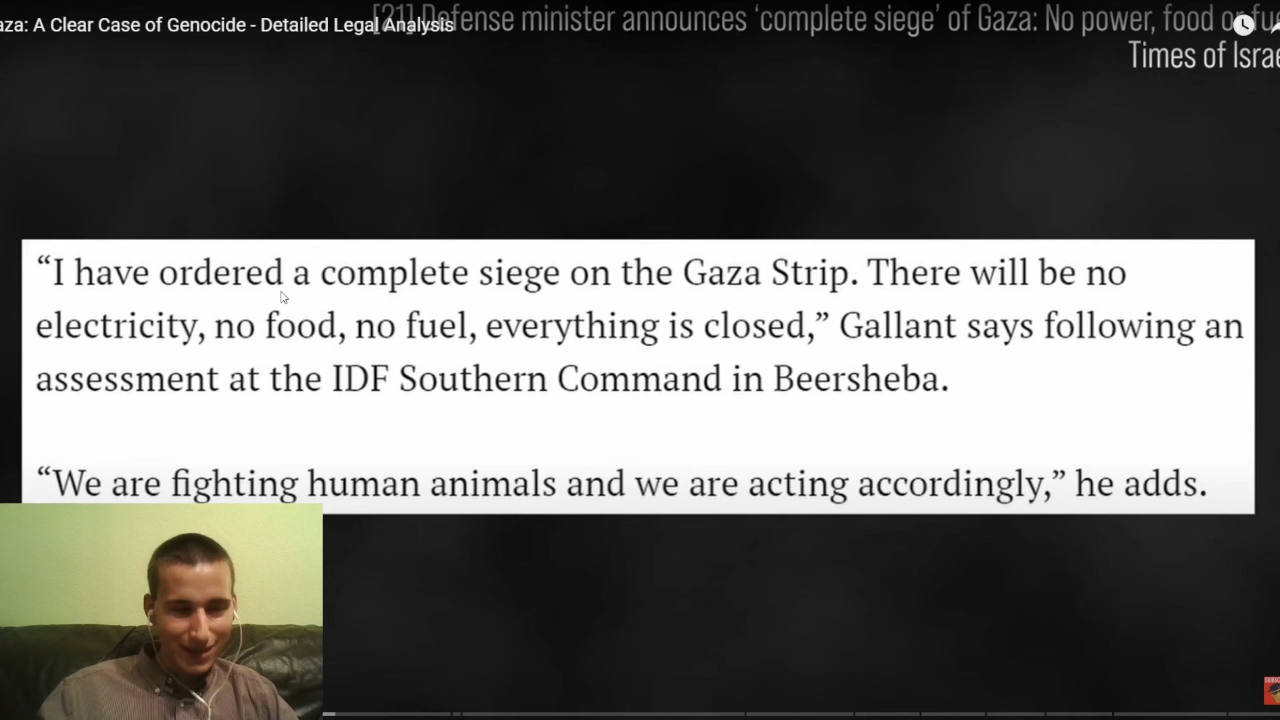 aza: A Clear Case of Genocide - Detailed Legal Analysis
[21] Defense minister announces ‘complete siege’ of Gaza: No power, food or fue
Times of Israe
“I have ordered a complete siege on the Gaza Strip. There will be no
electricity, no food, no fuel, everything is closed,” Gallant says following an
assessment at the IDF Southern Command in Beersheba.
“We are fighting human animals and we are acting accordingly,” he adds.